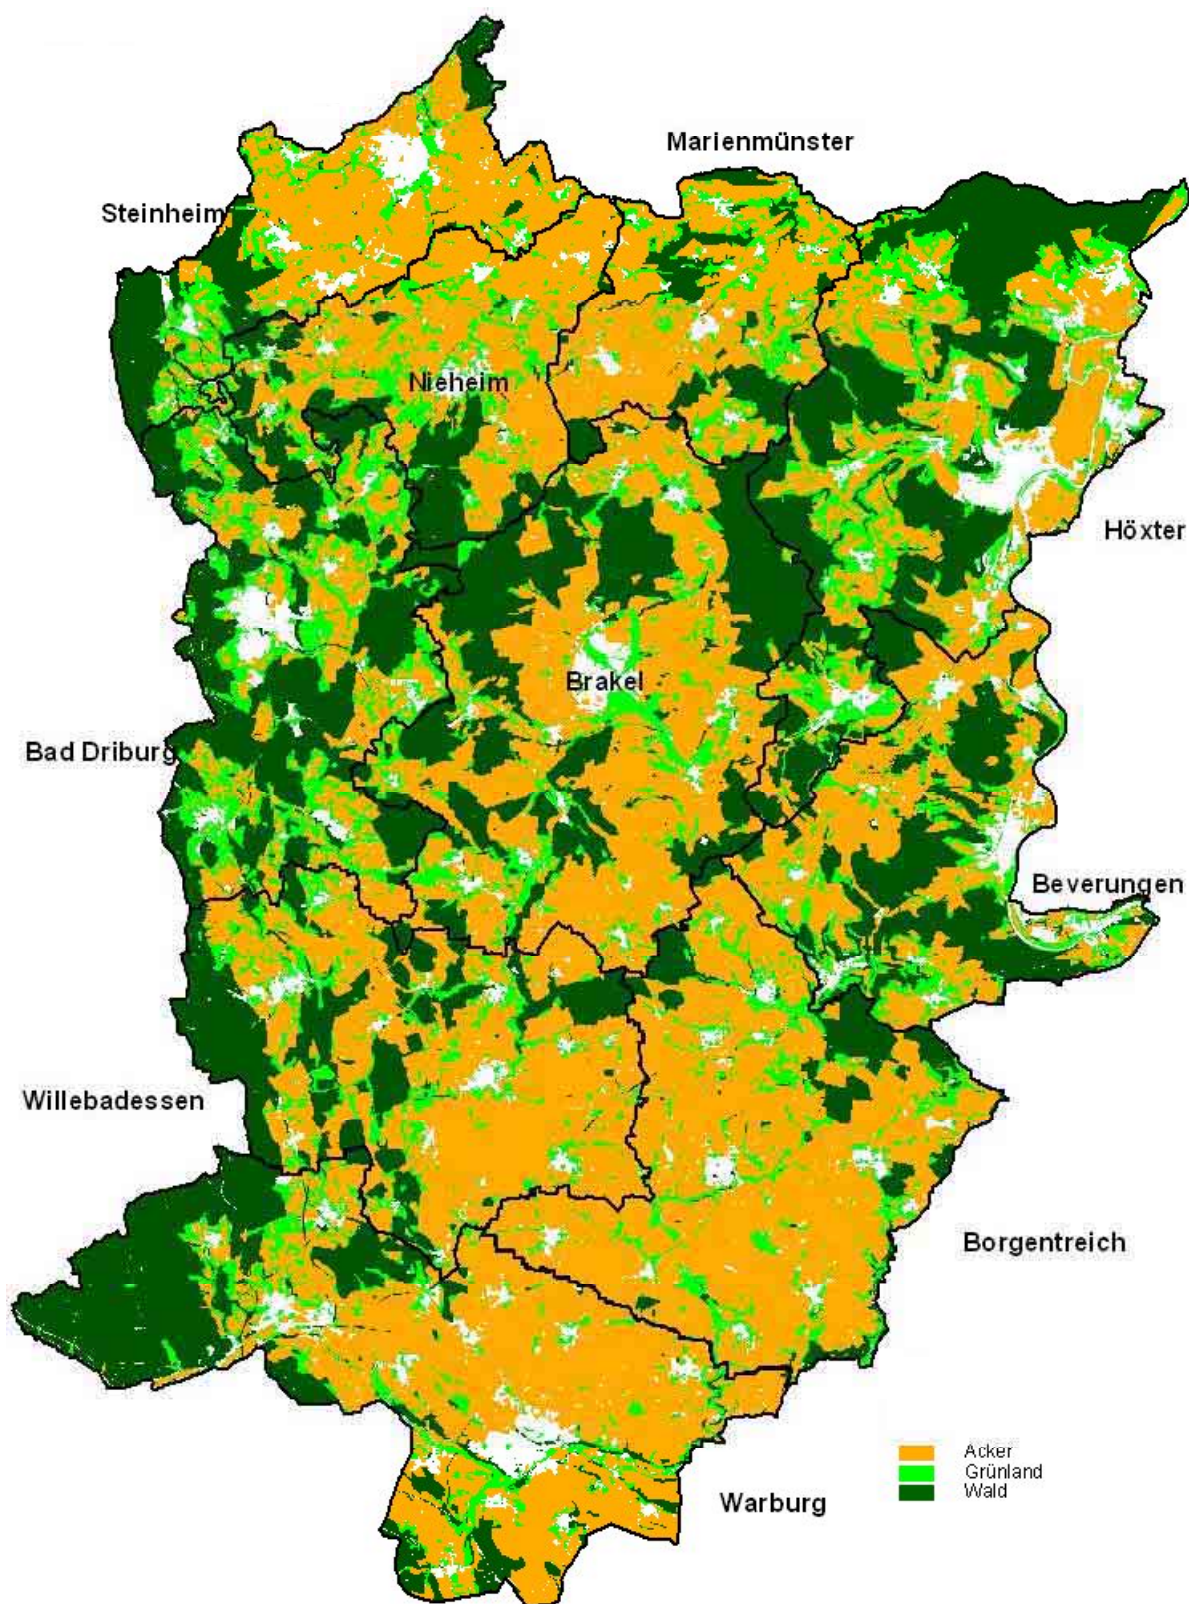 Marienmünster
Steinheim
Nieheim
Höxter
Brakel
Bad Driburg
Beverungen
Willebadessen
Borgentreich
Acker
Grünland
Wald
Warburg